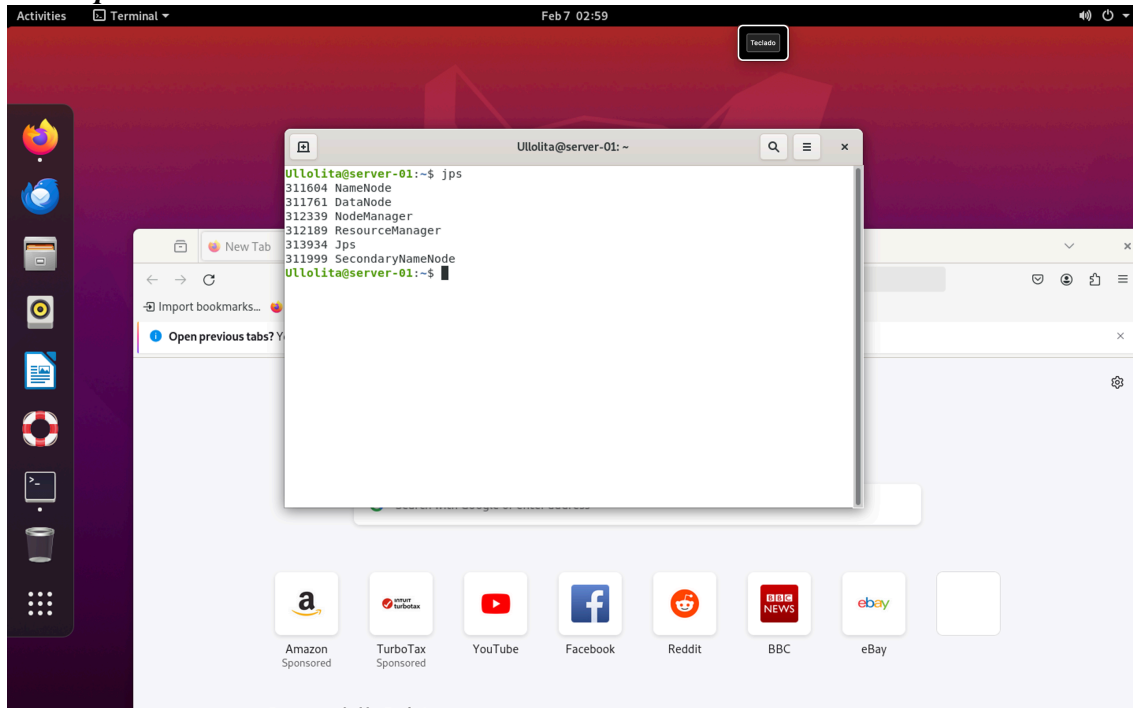 Activities Terminal Feb 7 02:59
Teclado
Ullolita@server-01: ~
Ullolita@server-01:~$ jps
311604 NameNode
311761 DataNode
312339 NodeManager
312189 ResourceManager
313934 Jps
311999 SecondaryNameNode
Ullolita@server-01:~$
New Tab
Import bookmarks...
Open previous tabs?
a
INTUIT
turbotax
f
BBC
NEWS
ebay
Amazon
Sponsored
TurboTax
Sponsored
YouTube
Facebook
Reddit
BBC
eBay